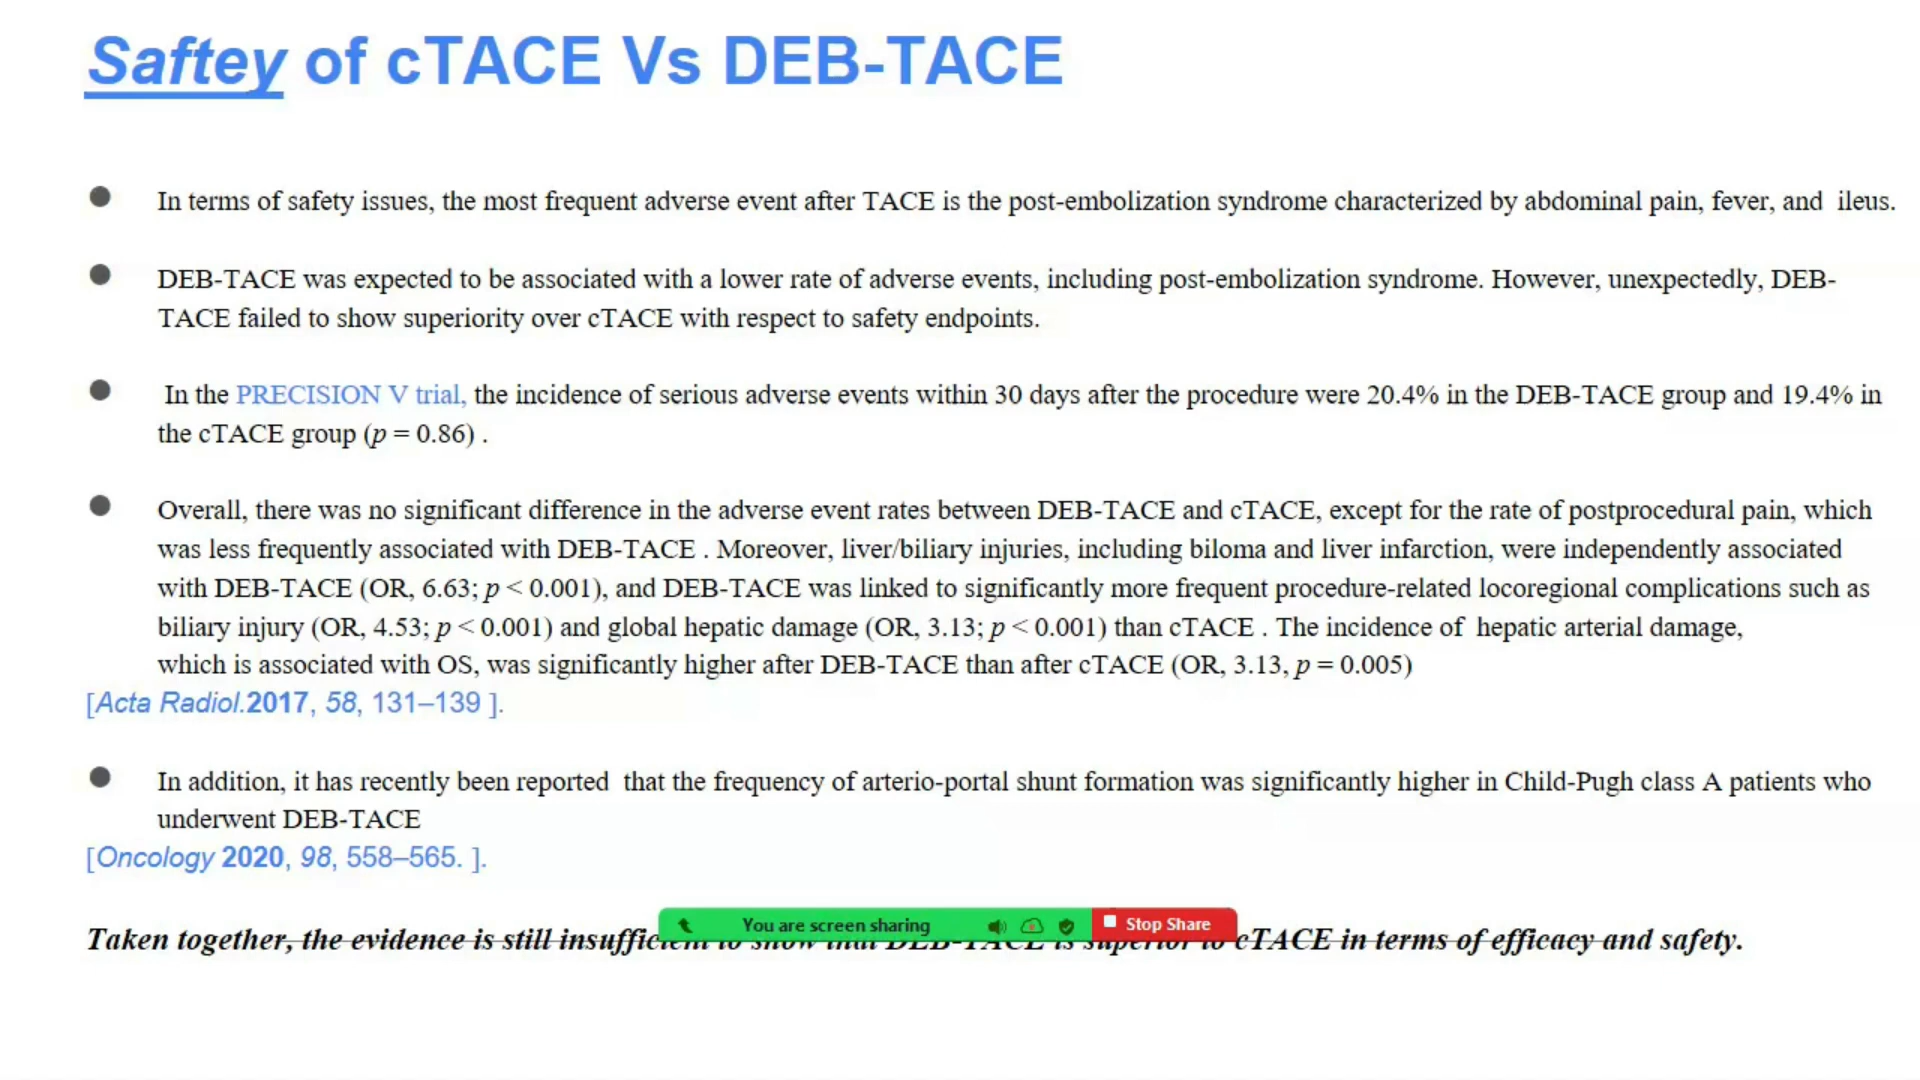 Saftey of cTACE Vs DEB-TACE
● In terms of safety issues, the most frequent adverse event after TACE is the post-embolization syndrome characterized by abdominal pain, fever, and ileus.
● DEB-TACE was expected to be associated with a lower rate of adverse events, including post-embolization syndrome. However, unexpectedly, DEB-
TACE failed to show superiority over cTACE with respect to safety endpoints.
● In the PRECISION V trial, the incidence of serious adverse events within 30 days after the procedure were 20.4% in the DEB-TACE group and 19.4% in
the cTACE group (p = 0.86) .
● Overall, there was no significant difference in the adverse event rates between DEB-TACE and cTACE, except for the rate of postprocedural pain, which
was less frequently associated with DEB-TACE . Moreover, liver/biliary injuries, including biloma and liver infarction, were independently associated
with DEB-TACE (OR, 6.63; p < 0.001), and DEB-TACE was linked to significantly more frequent procedure-related locoregional complications such as
biliary injury (OR, 4.53; p < 0.001) and global hepatic damage (OR, 3.13; p < 0.001) than cTACE . The incidence of hepatic arterial damage,
which is associated with OS, was significantly higher after DEB-TACE than after cTACE (OR, 3.13, p = 0.005)
[Acta Radiol.2017, 58, 131–139 ].
● In addition, it has recently been reported that the frequency of arterio-portal shunt formation was significantly higher in Child-Pugh class A patients who
underwent DEB-TACE
[Oncology 2020, 98, 558–565. ].
You are screen sharing Stop Share
Taken together, the evidence is still insufficient to show that DEB-TACE is superior to cTACE in terms of efficacy and safety.